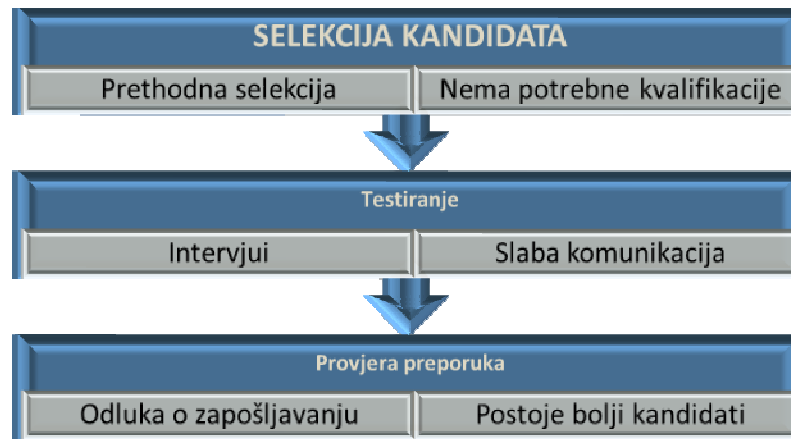 SELEKCIJA KANDIDATA
Prethodna selekcija
Nema potrebne kvalifikacije
Testiranje
Intervjui
Slaba komunikacija
Provjera preporuka
Odluka o zapošljavanju
Postoje bolji kandidati